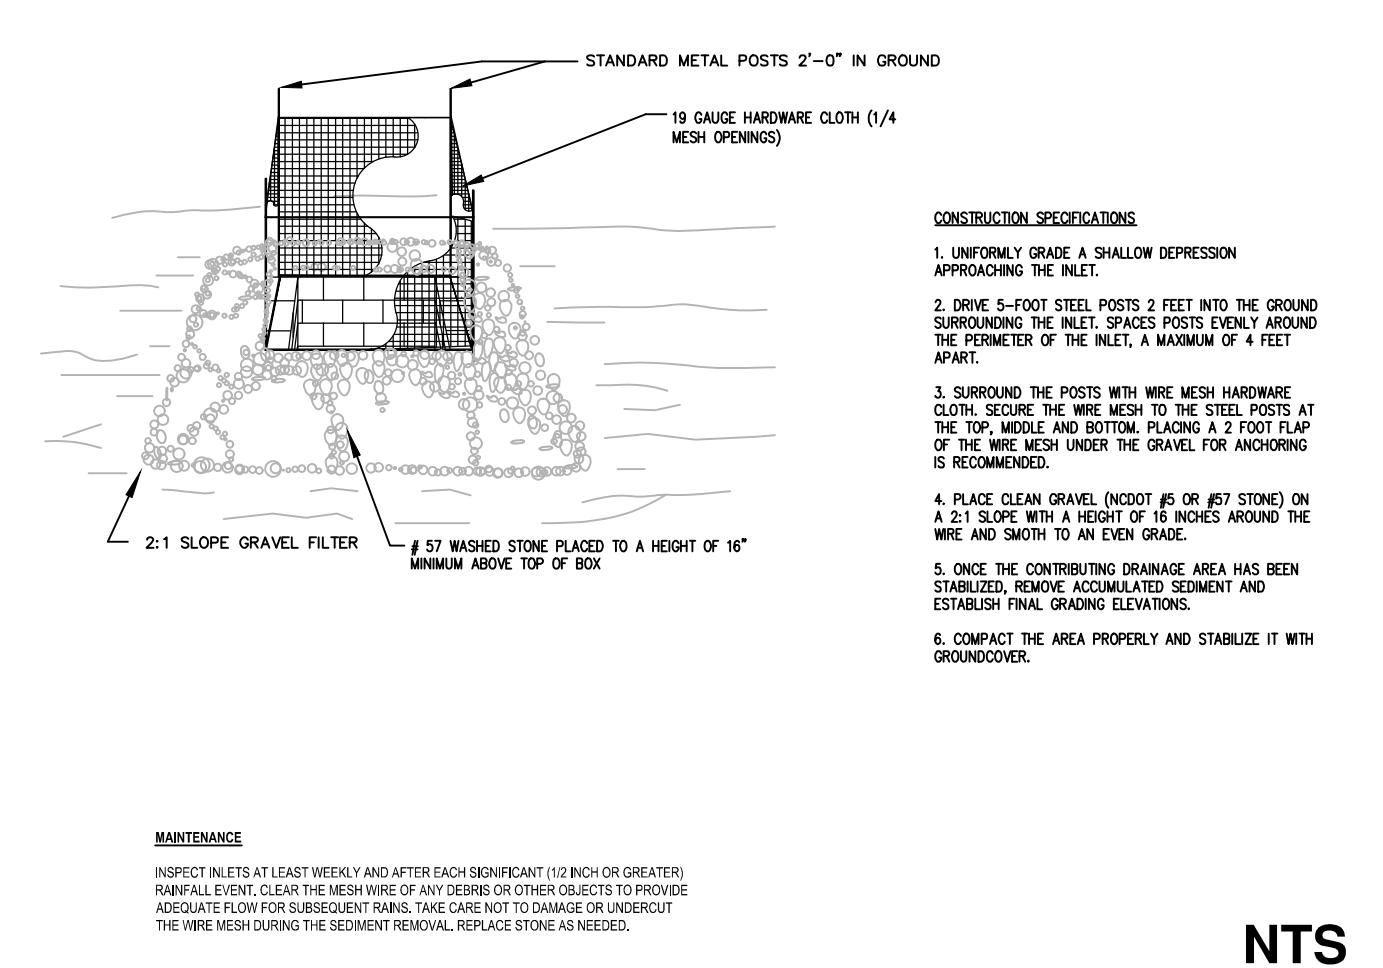 STANDARD METAL POSTS 2'-0" IN GROUND
19 GAUGE HARDWARE CLOTH (1/4
MESH OPENINGS)
2:1 SLOPE GRAVEL FILTER
# 57 WASHED STONE PLACED TO A HEIGHT OF 16"
MINIMUM ABOVE TOP OF BOX
CONSTRUCTION SPECIFICATIONS
1. UNIFORMLY GRADE A SHALLOW DEPRESSION
APPROACHING THE INLET.
2. DRIVE 5-FOOT STEEL POSTS 2 FEET INTO THE GROUND
SURROUNDING THE INLET. SPACES POSTS EVENLY AROUND
THE PERIMETER OF THE INLET, A MAXIMUM OF 4 FEET
APART.
3. SURROUND THE POSTS WITH WIRE MESH HARDWARE
CLOTH. SECURE THE WIRE MESH TO THE STEEL POSTS AT
THE TOP, MIDDLE AND BOTTOM. PLACING A 2 FOOT FLAP
OF THE WIRE MESH UNDER THE GRAVEL FOR ANCHORING
IS RECOMMENDED.
4. PLACE CLEAN GRAVEL (NCDOT #5 OR #57 STONE) ON
A 2:1 SLOPE WITH A HEIGHT OF 16 INCHES AROUND THE
WIRE AND SMOTH TO AN EVEN GRADE.
5. ONCE THE CONTRIBUTING DRAINAGE AREA HAS BEEN
STABILIZED, REMOVE ACCUMULATED SEDIMENT AND
ESTABLISH FINAL GRADING ELEVATIONS.
6. COMPACT THE AREA PROPERLY AND STABILIZE IT WITH
GROUNDCOVER.
MAINTENANCE
INSPECT INLETS AT LEAST WEEKLY AND AFTER EACH SIGNIFICANT (1/2 INCH OR GREATER)
RAINFALL EVENT. CLEAR THE MESH WIRE OF ANY DEBRIS OR OTHER OBJECTS TO PROVIDE
ADEQUATE FLOW FOR SUBSEQUENT RAINS. TAKE CARE NOT TO DAMAGE OR UNDERCUT
THE WIRE MESH DURING THE SEDIMENT REMOVAL. REPLACE STONE AS NEEDED.
NTS